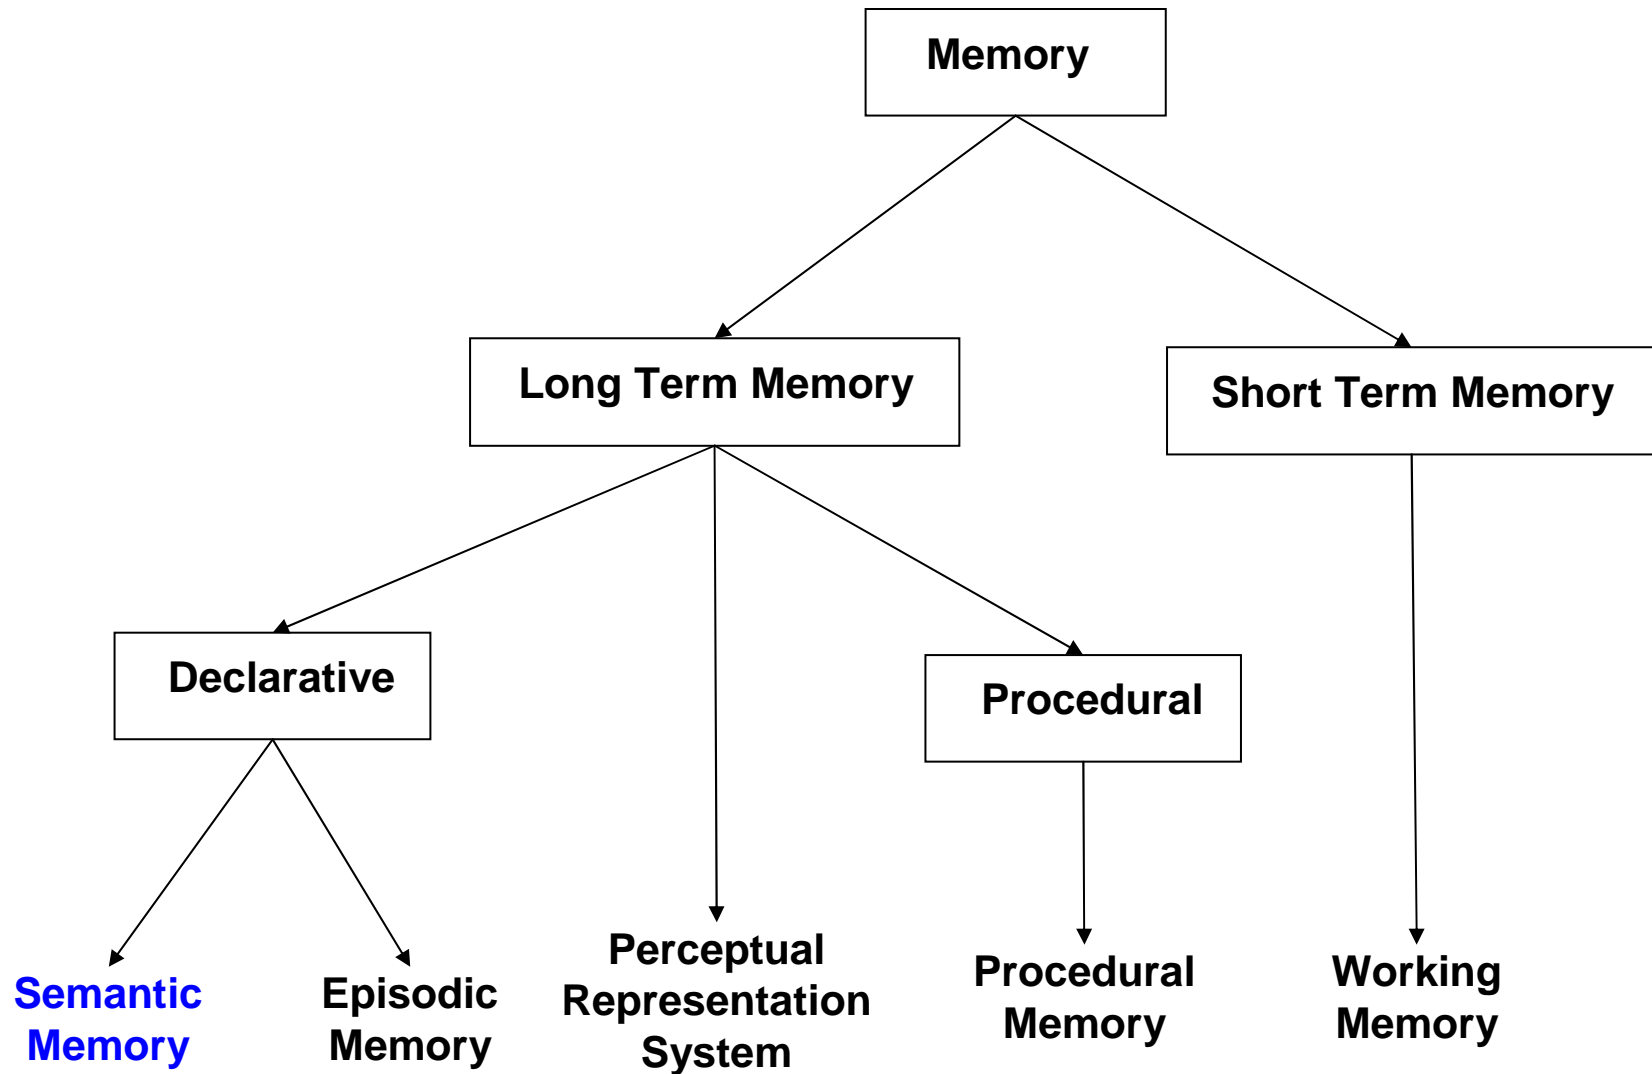 Memory
Long Term Memory
Short Term Memory
Declarative
Procedural
Semantic
Memory
Episodic
Memory
Perceptual
Representation
System
Procedural
Memory
Working
Memory